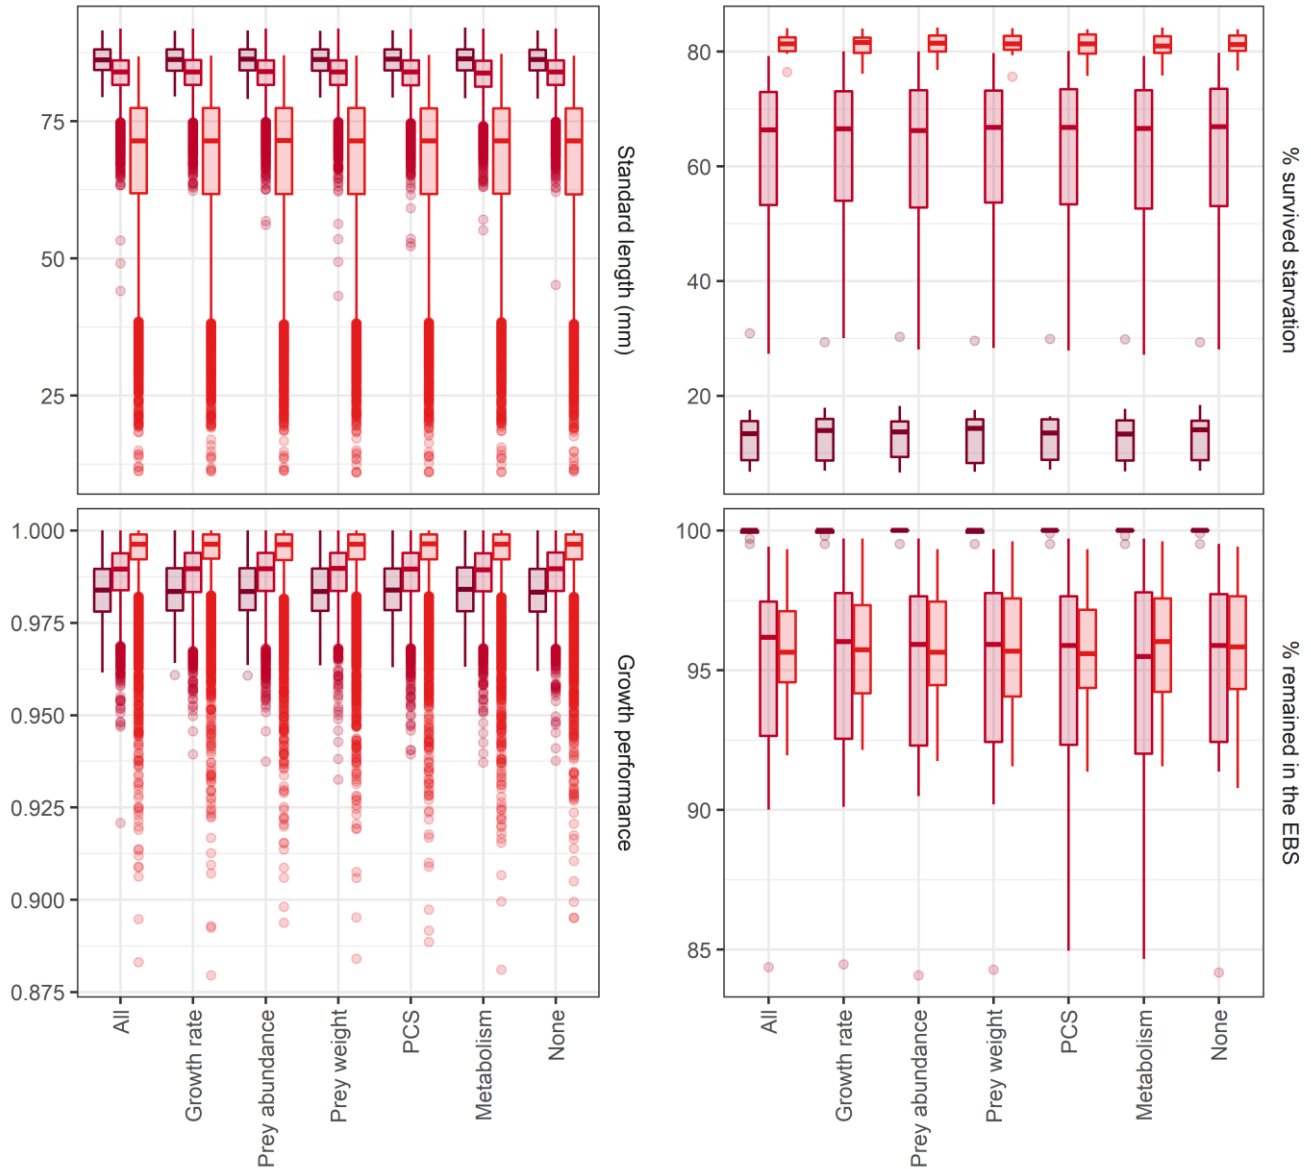 75
50
25
Standard length (mm)
80
60
40
20
% survived starvation
1.000
0.975
0.950
0.925
0.900
0.875
Growth performance
100
95
90
85
% remained in the EBS
All
Growth rate
Prey abundance
Prey weight
PCS
Metabolism
None
All
Growth rate
Prey abundance
Prey weight
PCS
Metabolism
None